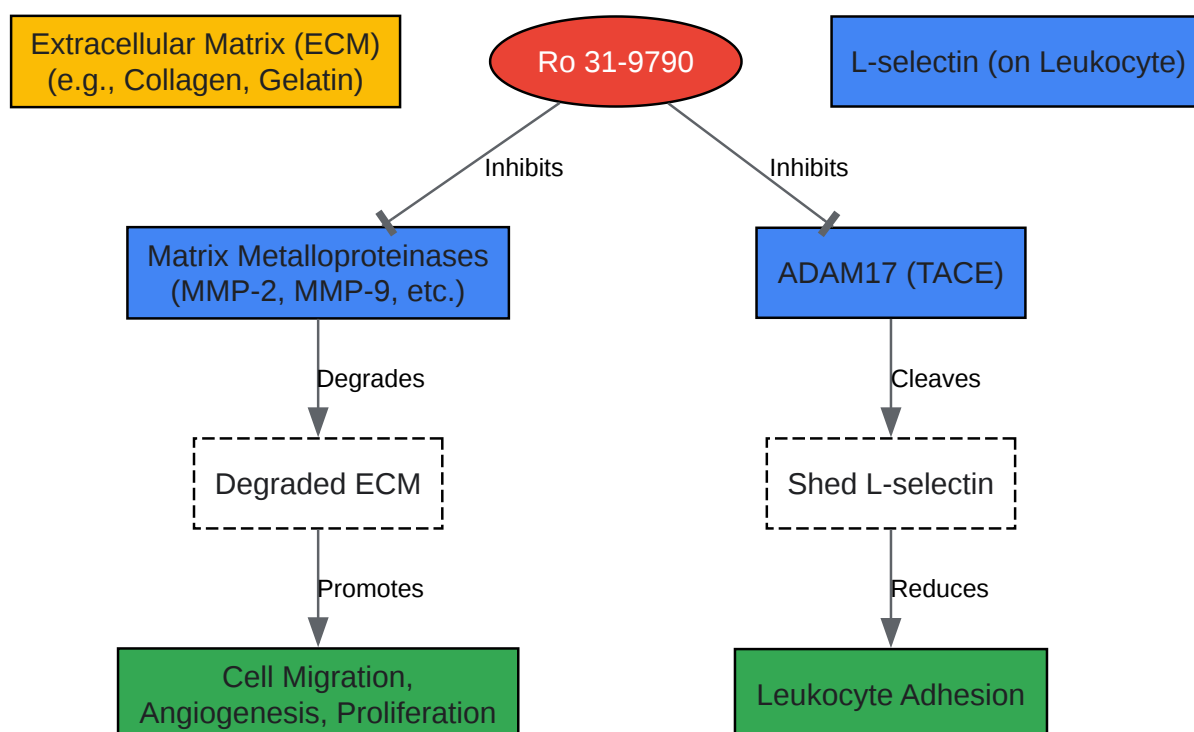 Extracellular Matrix (ECM)
(e.g., Collagen, Gelatin)
Ro 31-9790
L-selectin (on Leukocyte)
Inhibits
Inhibits
Matrix Metalloproteinases
(MMP-2, MMP-9, etc.)
ADAM17 (TACE)
Degrades
Cleaves
Degraded ECM
Shed L-selectin
Promotes
Reduces
Cell Migration,
Angiogenesis, Proliferation
Leukocyte Adhesion